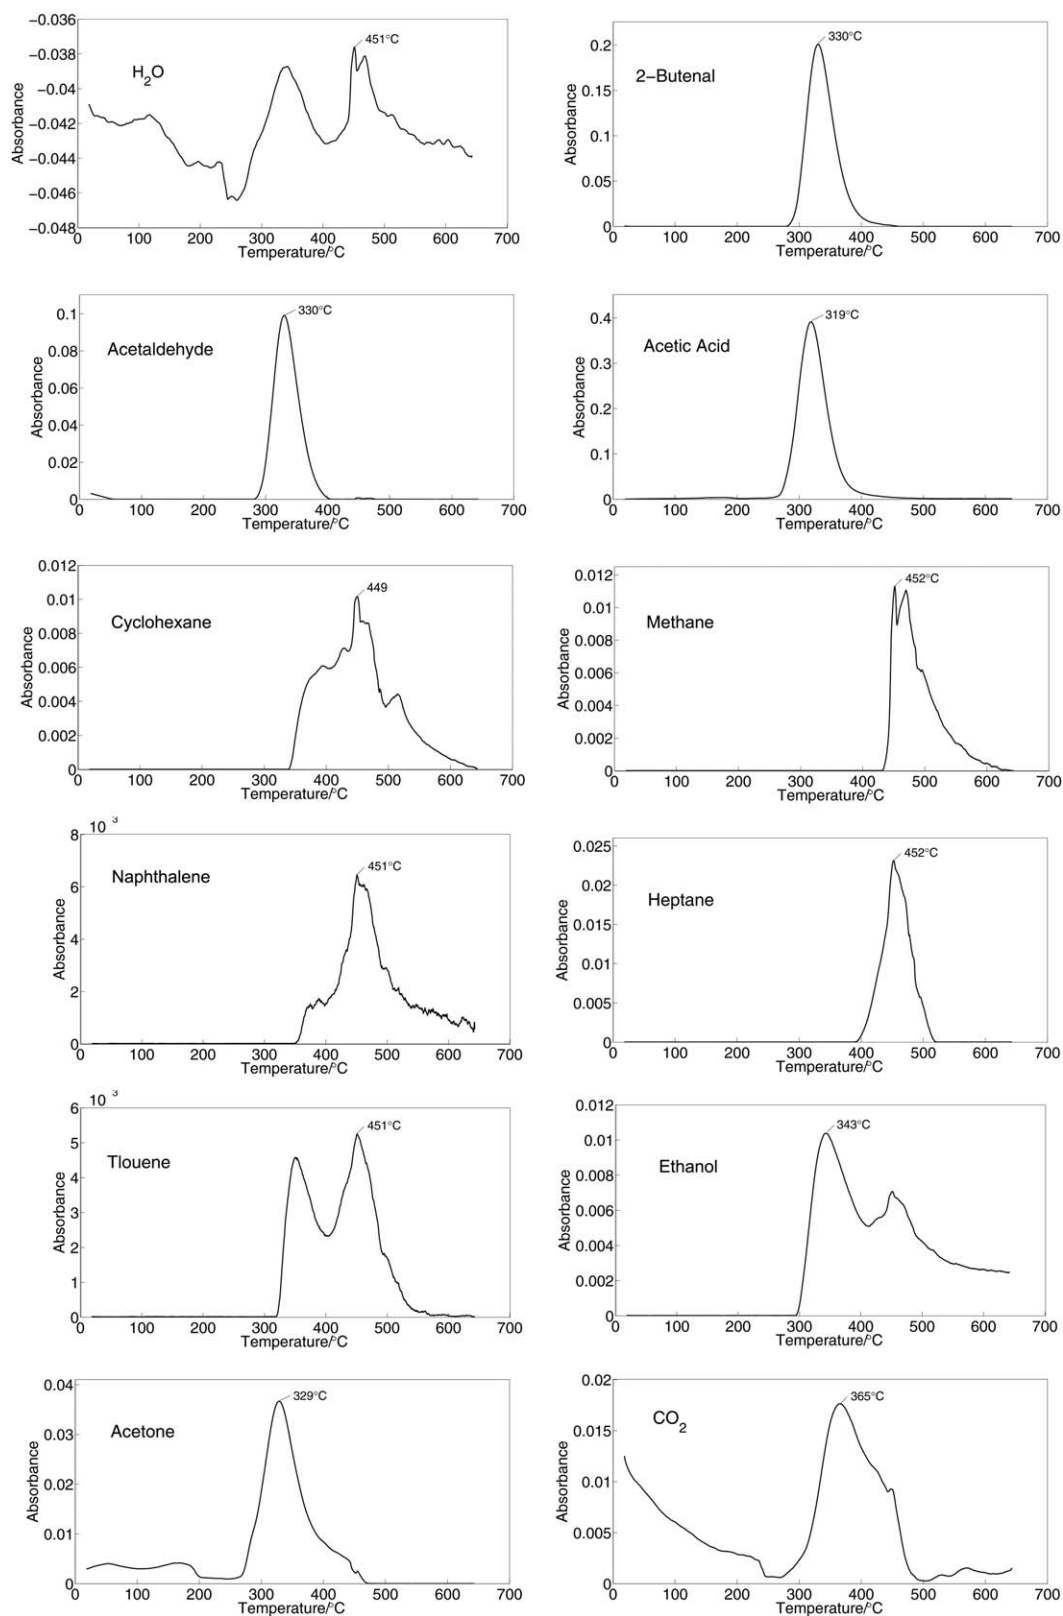 −0.036
−0.038
−0.04
−0.042
−0.044
−0.046
−0.048
Absorbance
H2O
451°C
0 100 200 300 400 500 600 700
Temperature/°C
0.2
0.15
0.1
0.05
0
Absorbance
2−Butenal
330°C
0 100 200 300 400 500 600 700
Temperature/°C
0.1
0.08
0.06
0.04
0.02
0
Absorbance
Acetaldehyde
330°C
0 100 200 300 400 500 600 700
Temperature/°C
0.4
0.3
0.2
0.1
0
Absorbance
Acetic Acid
319°C
0 100 200 300 400 500 600 700
Temperature/°C
0.012
0.01
0.008
0.006
0.004
0.002
0
Absorbance
Cyclohexane
449
0 100 200 300 400 500 600 700
Temperature/°C
0.012
0.01
0.008
0.006
0.004
0.002
0
Absorbance
Methane
452°C
0 100 200 300 400 500 600 700
Temperature/°C
10 3
8
6
4
2
0
Absorbance
Naphthalene
451°C
0 100 200 300 400 500 600 700
Temperature/°C
0.025
0.02
0.015
0.01
0.005
0
Absorbance
Heptane
452°C
0 100 200 300 400 500 600 700
Temperature/°C
10 3
6
5
4
3
2
1
0
Absorbance
Tlouene
451°C
0 100 200 300 400 500 600 700
Temperature/°C
0.012
0.01
0.008
0.006
0.004
0.002
0
Absorbance
Ethanol
343°C
0 100 200 300 400 500 600 700
Temperature/°C
0.04
0.03
0.02
0.01
0
Absorbance
Acetone
329°C
0 100 200 300 400 500 600 700
Temperature/°C
0.02
0.015
0.01
0.005
0
Absorbance
CO2
365°C
0 100 200 300 400 500 600 700
Temperature/°C